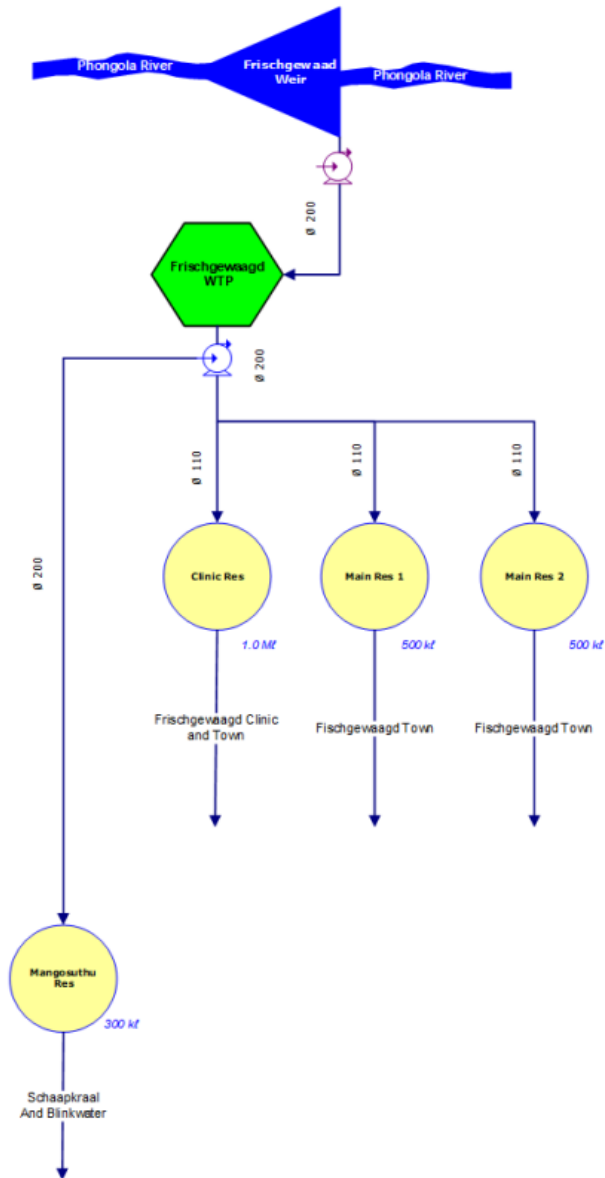 Phongola River
Frischgewaad
Weir
Phongola River
Ø 200
Frischgewaagd
WTP
Ø 200
Ø 110
Ø 110
Ø 110
Ø 200
Clinic Res
Main Res 1
Main Res 2
1.0 Mℓ
500 kℓ
500 kℓ
Frischgewaagd Clinic
and Town
Fischgewaagd Town
Fischgewaagd Town
Mangosuthu
Res
300 kℓ
Schaapkraal
And Blinkwater